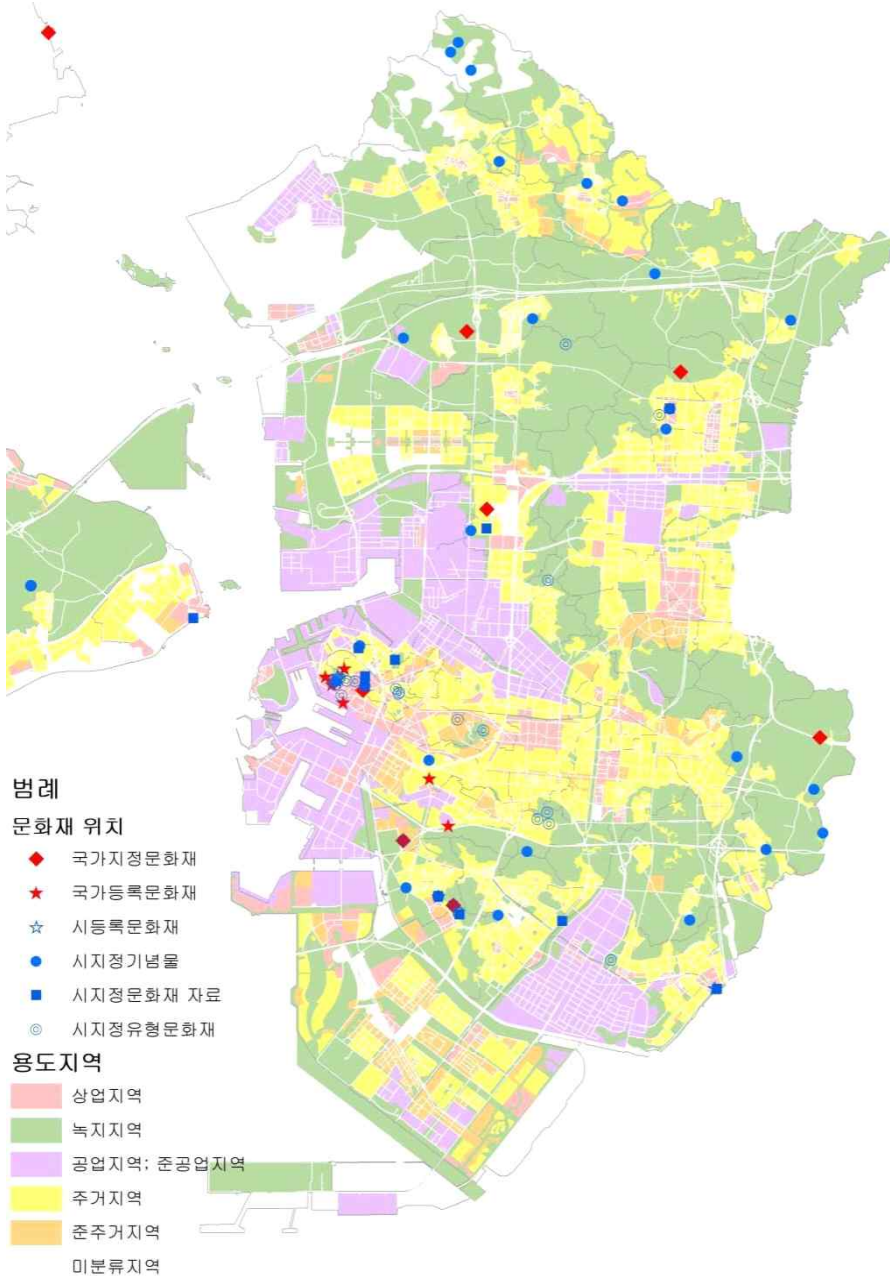 범례
문화재 위치
국가지정문화재
국가등록문화재
시등록문화재
시지정기념물
시지정문화재 자료
시지정유형문화재
용도지역
상업지역
녹지지역
공업지역; 준공업지역
주거지역
준주거지역
미분류지역